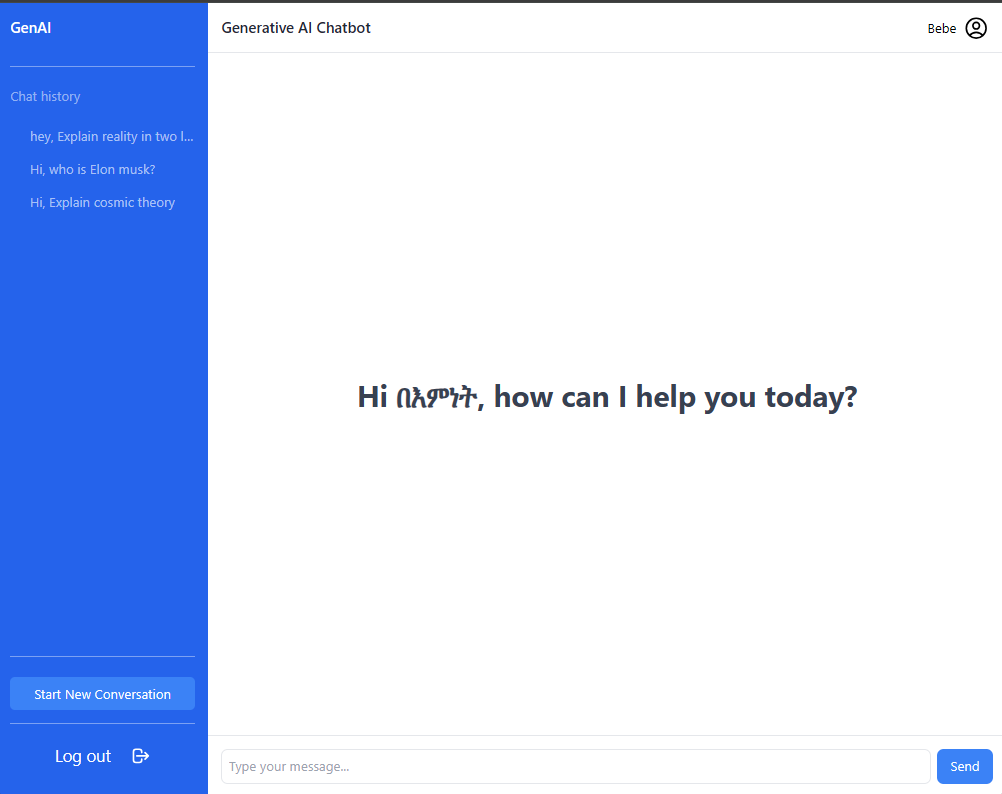 GenAI
Chat history
hey, Explain reality in two l...
Hi, who is Elon musk?
Hi, Explain cosmic theory
Start New Conversation
Log out
Generative AI Chatbot
Bebe
Hi በእምነት, how can I help you today?
Type your message...
Send